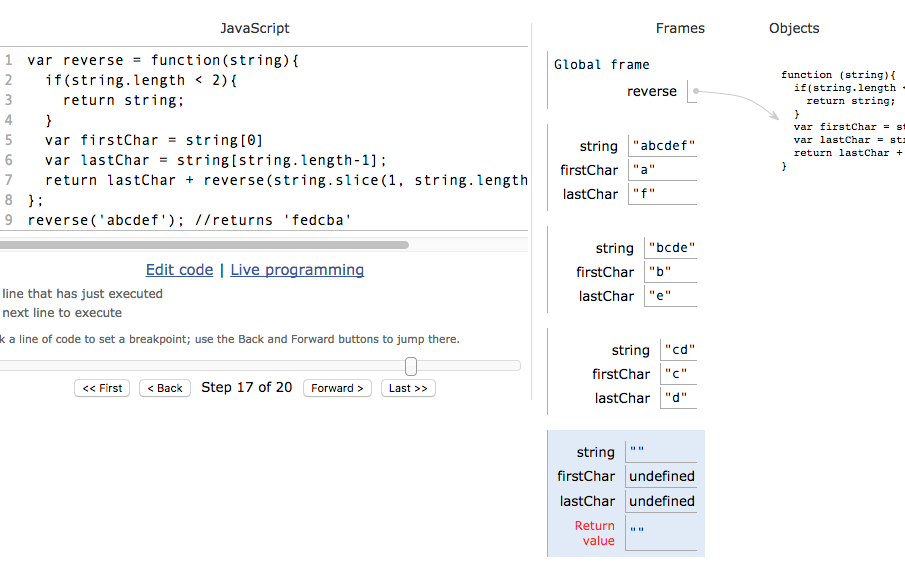 JavaScript
1 var reverse = function(string){
2 if(string.length < 2){
3 return string;
4 }
5 var firstChar = string[0]
6 var lastChar = string[string.length-1];
7 return lastChar + reverse(string.slice(1, string.length
8 };
9 reverse('abcdef'); //returns 'fedcba'
Edit code | Live programming
line that has just executed
next line to execute
k a line of code to set a breakpoint; use the Back and Forward buttons to jump there.
<< First < Back Step 17 of 20 Forward > Last >>
Frames Objects
Global frame
reverse
function (string){
if(string.length <
return string;
}
var firstChar = st
var lastChar = str
return lastChar +
}
string "abcdef"
firstChar "a"
lastChar "f"
string "bcde"
firstChar "b"
lastChar "e"
string "cd"
firstChar "c"
lastChar "d"
string ""
firstChar undefined
lastChar undefined
Return
value ""